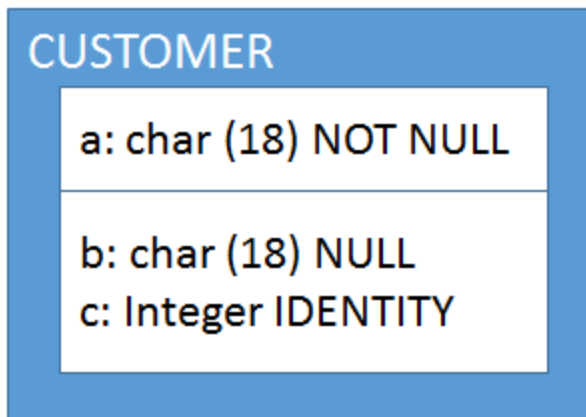 CUSTOMER
a: char (18) NOT NULL
b: char (18) NULL
c: Integer IDENTITY